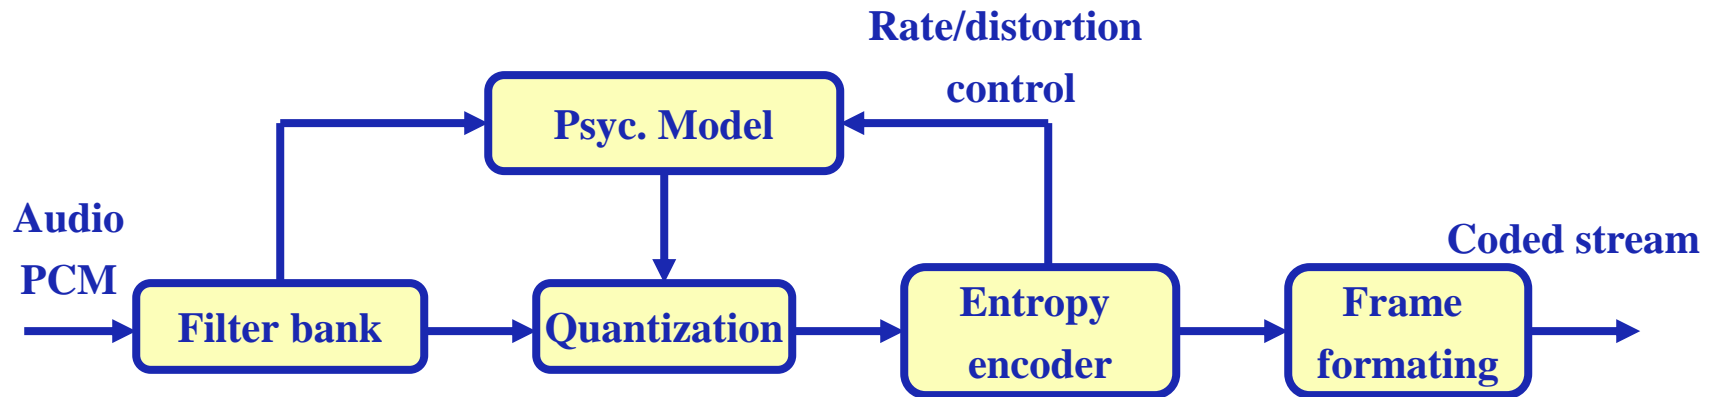 Rate/distortion
control
Psyc. Model
Audio
PCM
Filter bank
Quantization
Entropy
encoder
Frame
formating
Coded stream